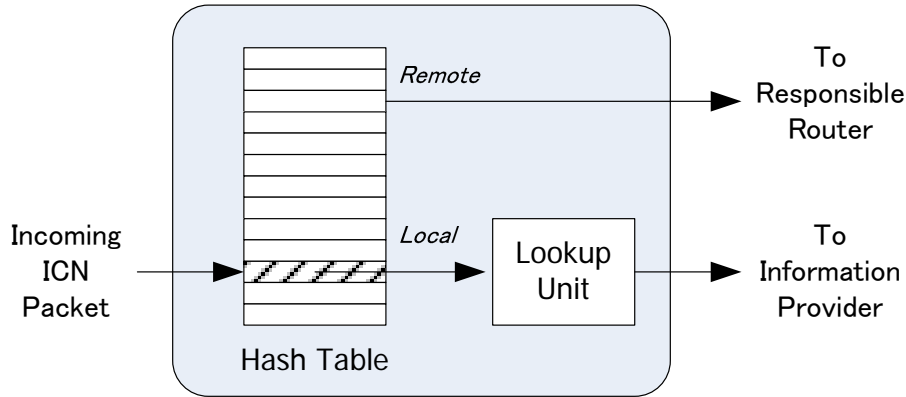 Remote
To
Responsible
Router
Incoming
ICN
Packet
Local
Lookup
Unit
To
Information
Provider
Hash Table